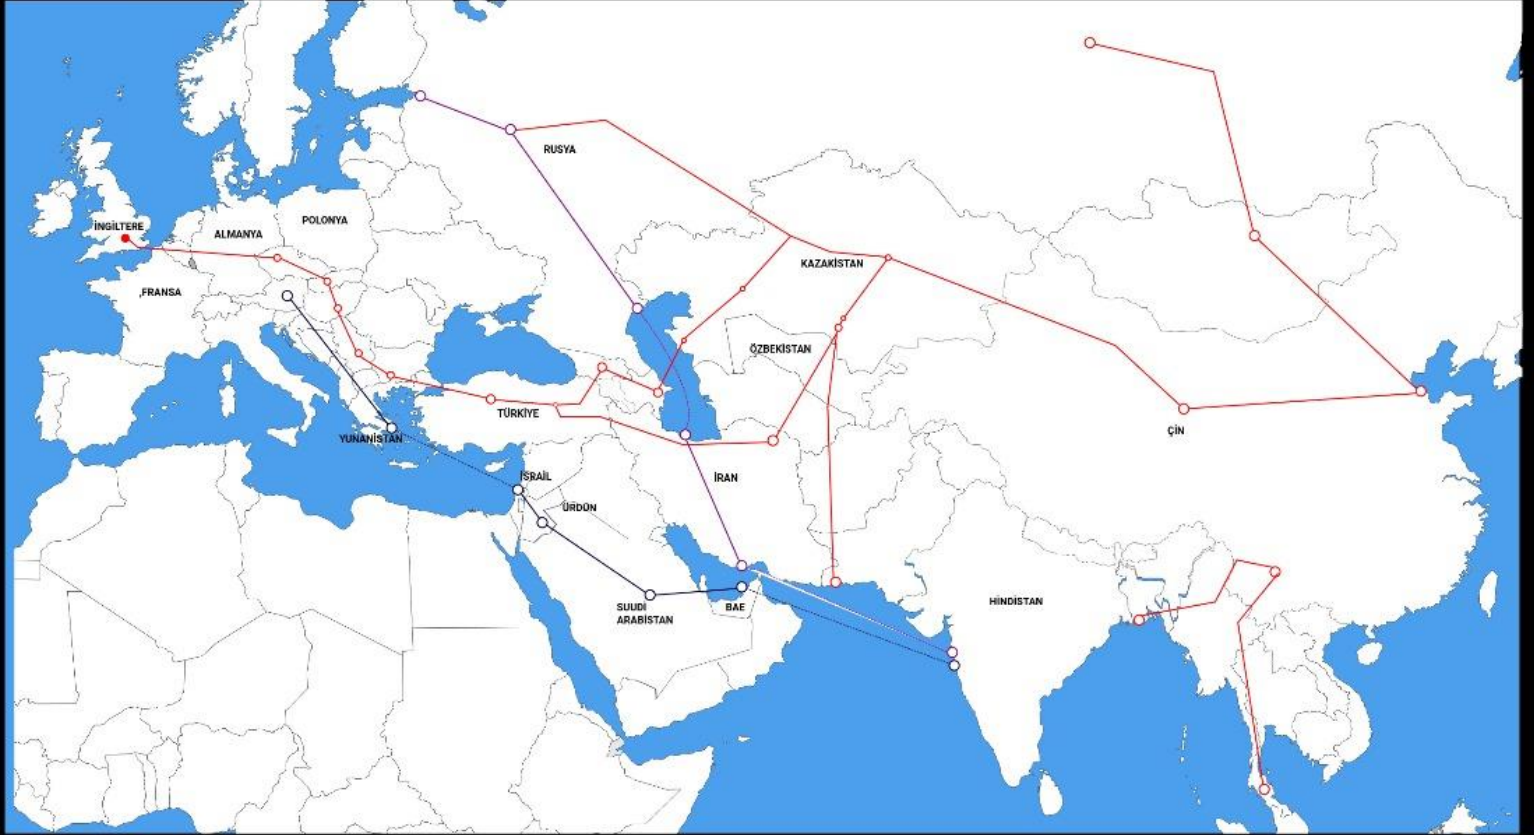 RUSYA
İNGİLTERE
ALMANYA
POLONYA
,FRANSA
KAZAKİSTAN
ÖZBEKİSTAN
TÜRKİYE
YUNANİSTAN
ÇİN
İSRAİL
İRAN
ÜRDÜN
SUUDİ
ARABİSTAN
BAE
HİNDİSTAN